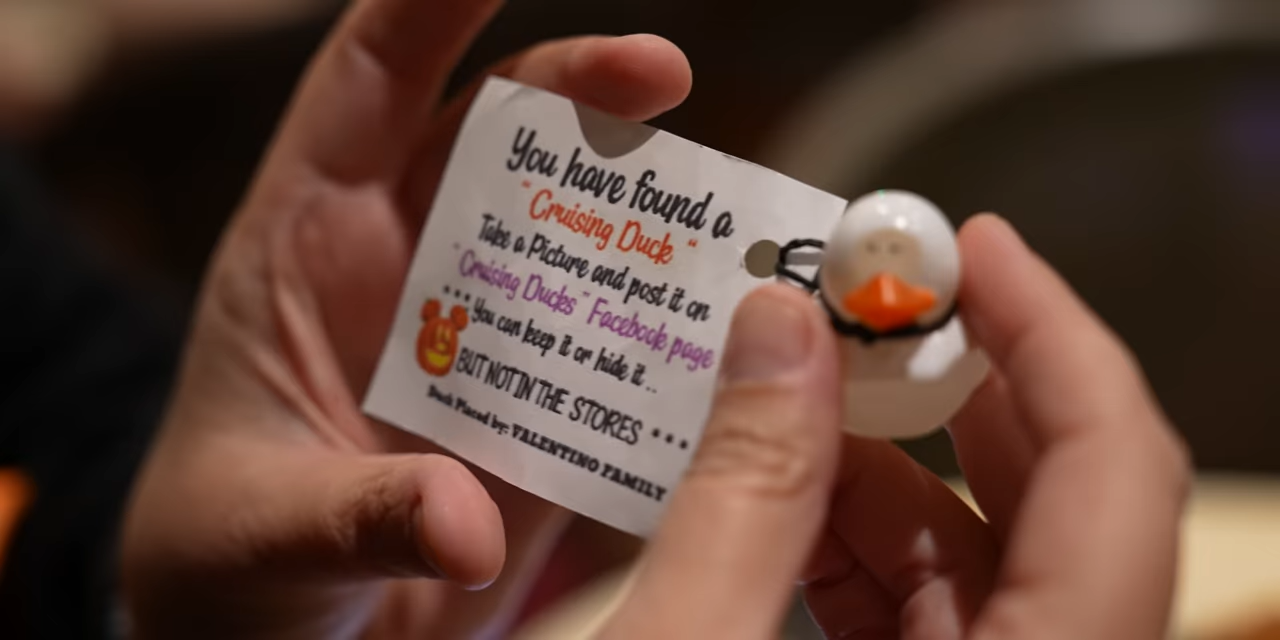 You have found a
"Cruising Duck"
Take a Picture and post it on
"Cruising Ducks" Facebook page
...You can keep it or hide it...
BUT NOT IN THE STORES ...
Duck Placed by: VALENTINO FAMILY